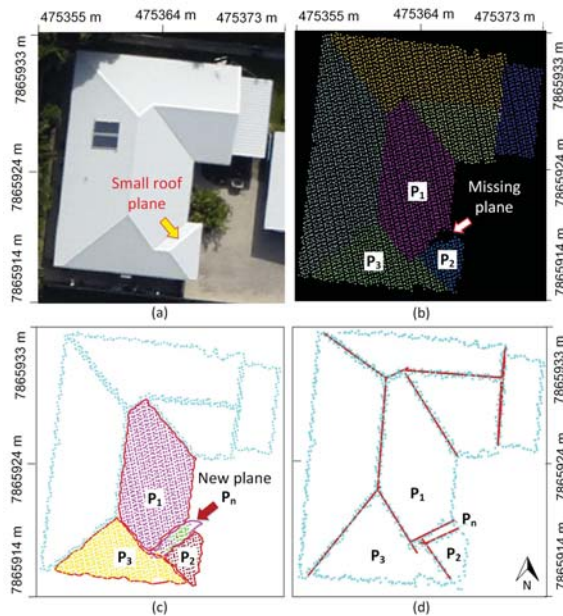 475355 m
475364 m
475373 m
475355 m
475364 m
475373 m
7865933 m
7865924 m
7865914 m
Small roof
plane
(a)
P1
P3
P2
Missing
plane
(b)
7865933 m
7865924 m
7865914 m
7865933 m
7865924 m
7865914 m
P1
New plane
Pn
P3
P2
(c)
P1
Pn
P2
P3
N
(d)
7865933 m
7865924 m
7865914 m